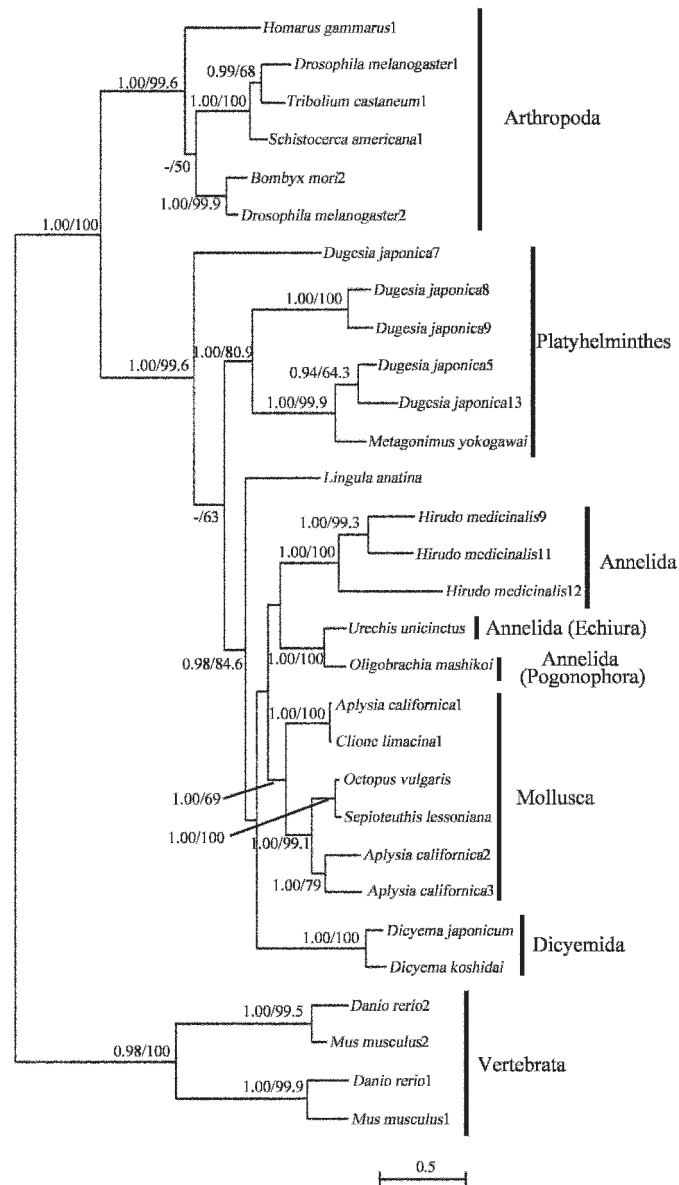 Homarus gammarus1
0.99/68
Drosophila melanogaster1
1.00/99.6
1.00/100
Tribolium castaneum1
Arthropoda
Schistocerca americana1
-/50
Bombyx mori2
1.00/99.9
Drosophila melanogaster2
1.00/100
Dugesia japonica7
Dugesia japonica8
1.00/100
Dugesia japonica9
Platyhelminthes
1.00/80.9
1.00/99.6
Dugesia japonica5
0.94/64.3
1.00/99.9
Dugesia japonica13
Metagonimus yokogawai
Lingula anatina
-/63
Hirudo medicinalis9
1.00/99.3
1.00/100
Hirudo medicinalis11
Annelida
Hirudo medicinalis12
Urechis unicinctus
Annelida (Echiura)
0.98/84.6
1.00/100
Oligobrachia mashikoi
Annelida
(Pogonophora)
Aplysia californica1
1.00/100
Clione limacina1
Octopus vulgaris
Mollusca
1.00/69
Sepioteuthis lessoniana
1.00/100
1.00/99.1
Aplysia californica2
1.00/79
Aplysia californica3
Dicyema japonicum
1.00/100
Dicyemida
Dicyema koshidai
Danio rerio2
1.00/99.5
Mus musculus2
0.98/100
Vertebrata
Danio rerio1
1.00/99.9
Mus musculus1
0.5